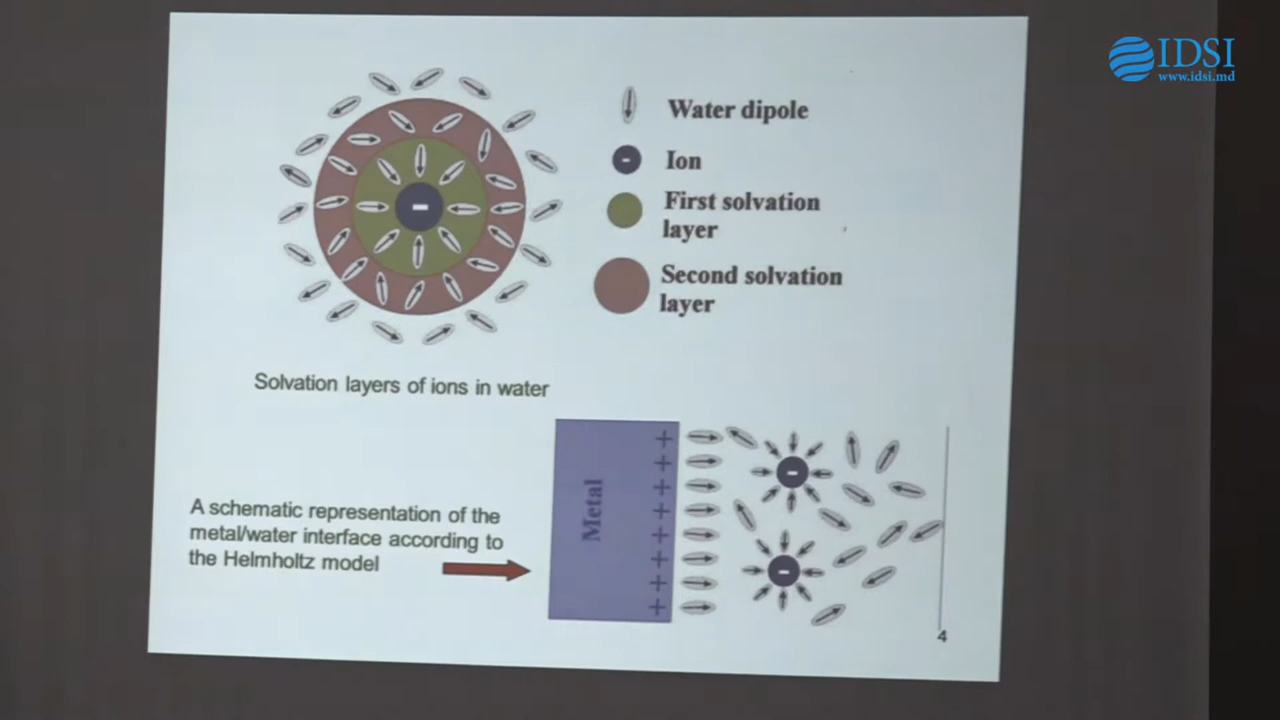 IDSI
www.idsi.md
Water dipole
-
Ion
First solvation
layer
-
Second solvation
layer
Solvation layers of ions in water
A schematic representation of the
metal/water interface according to
the Helmholtz model
Metal
+
+
+
+
+
+
+
+
-
-
4